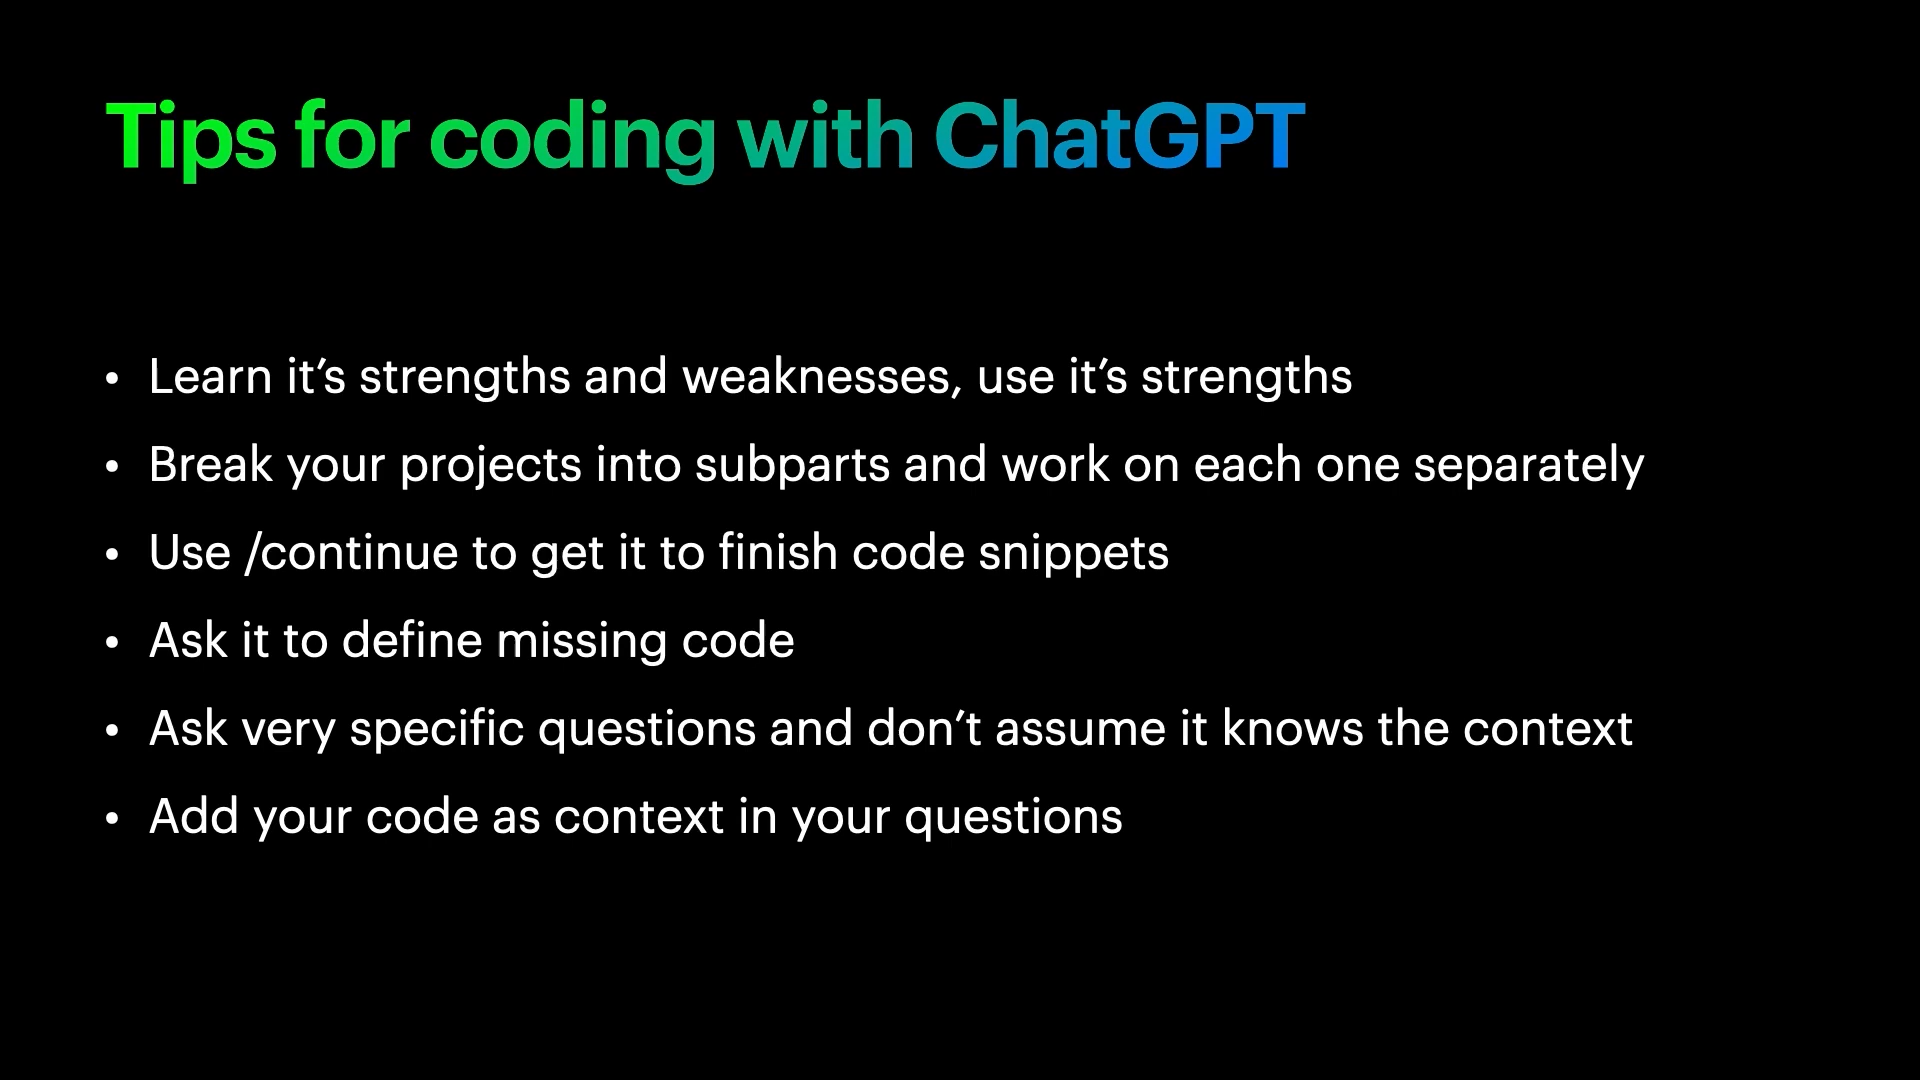 Tips for coding with ChatGPT
• Learn it’s strengths and weaknesses, use it’s strengths
• Break your projects into subparts and work on each one separately
• Use /continue to get it to finish code snippets
• Ask it to define missing code
• Ask very specific questions and don’t assume it knows the context
• Add your code as context in your questions